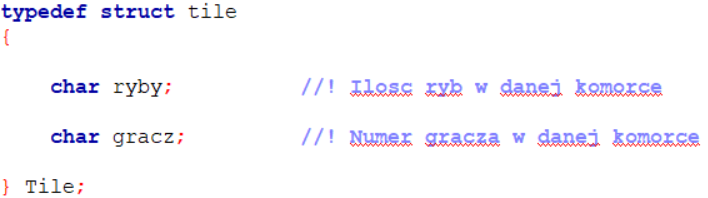 typedef struct tile
{
char ryby; //! Ilosc ryb w danej komorce
char gracz; //! Numer gracza w danej komorce
} Tile;